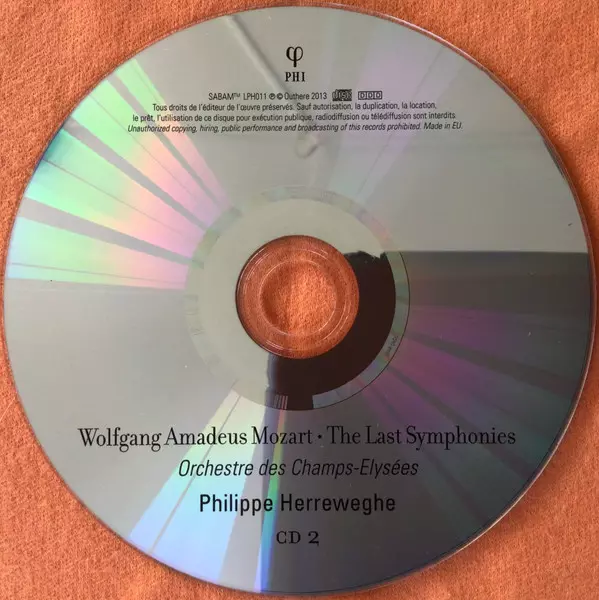 φ
PHI
SABAM™ LPH011 ℗ © Outhere 2013 DDD
Tous droits de l'éditeur de l'œuvre préservés. Sauf autorisation, la duplication, la location,
le prêt, l'utilisation de ce disque pour exécution publique, radiodiffusion ou télédiffusion sont interdits.
Unauthorized copying, hiring, public performance and broadcasting of this records prohibited. Made in EU.
Wolfgang Amadeus Mozart · The Last Symphonies
Orchestre des Champs-Elysées
Philippe Herreweghe
CD 2